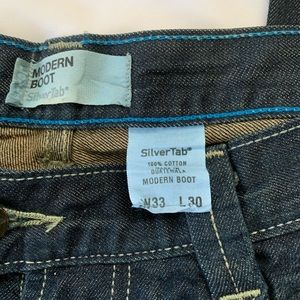 MODERN
BOOT
SilverTab®
SilverTab®
100% COTTON
MODERN BOOT
W33 L30